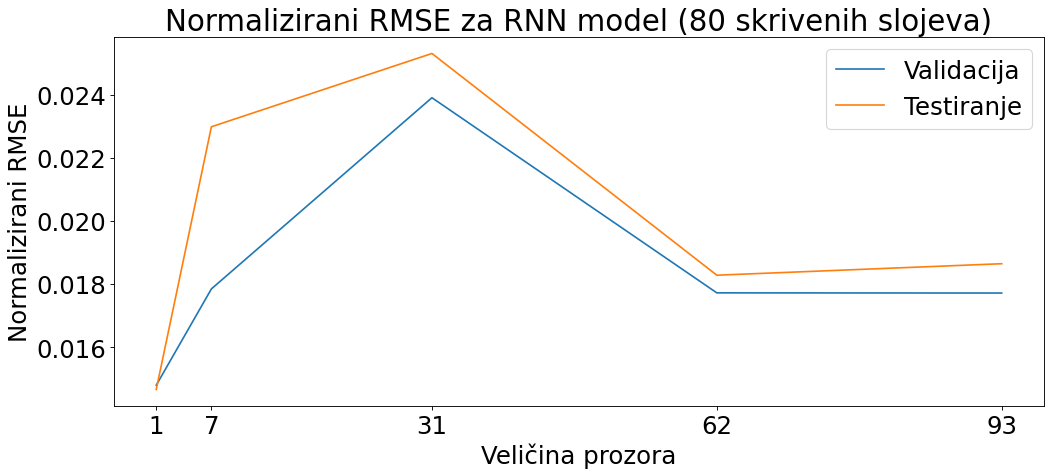 Normalizirani RMSE za RNN model (80 skrivenih slojeva)
Validacija
Testiranje
Normalizirani RMSE
0.024
0.022
0.020
0.018
0.016
1 7 31 62 93
Veličina prozora